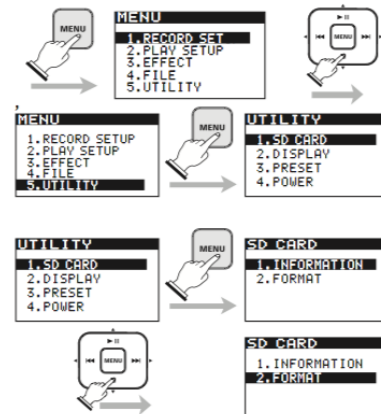 MENU
MENU
1.RECORD SET
2.PLAY SETUP
3.EFFECT
4.FILE
5.UTILITY
MENU
,
MENU
1.RECORD SETUP
2.PLAY SETUP
3.EFFECT
4.FILE
5.UTILITY
MENU
UTILITY
1.SD CARD
2.DISPLAY
3.PRESET
4.POWER
UTILITY
1.SD CARD
2.DISPLAY
3.PRESET
4.POWER
MENU
SD CARD
1.INFORMATION
2.FORMAT
MENU
SD CARD
1.INFORMATION
2.FORMAT